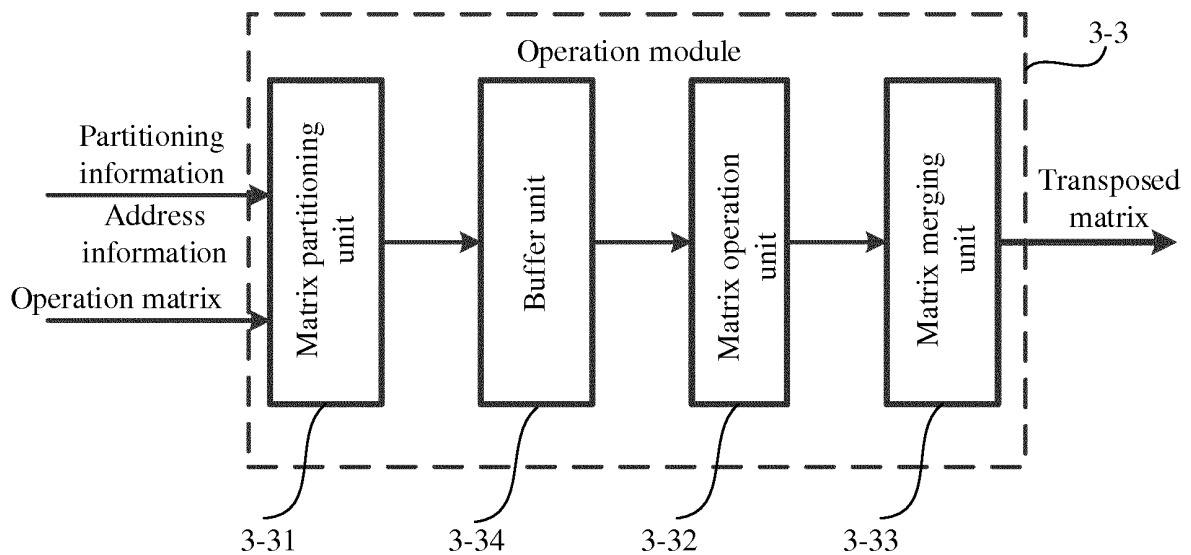 3-3
Operation module
Partitioning
information
Address
information
Operation matrix
Matrix partitioning
unit
Buffer unit
Matrix operation
unit
Matrix merging
unit
Transposed
matrix
3-31
3-34
3-32
3-33